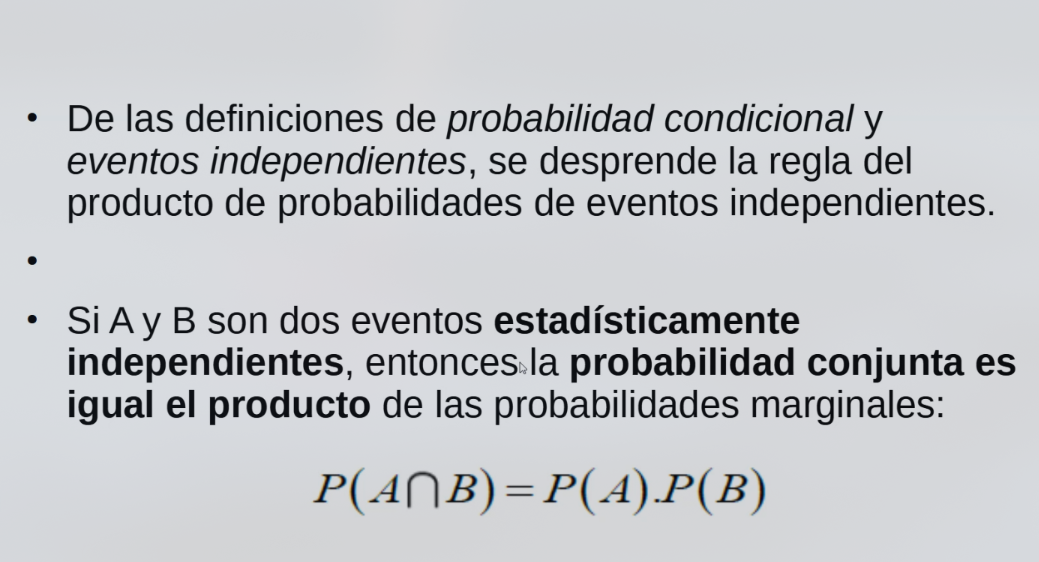 • De las definiciones de probabilidad condicional y
eventos independientes, se desprende la regla del
producto de probabilidades de eventos independientes.
•
• Si A y B son dos eventos estadísticamente
independientes, entonces la probabilidad conjunta es
igual el producto de las probabilidades marginales:
P(A∩B)=P(A).P(B)